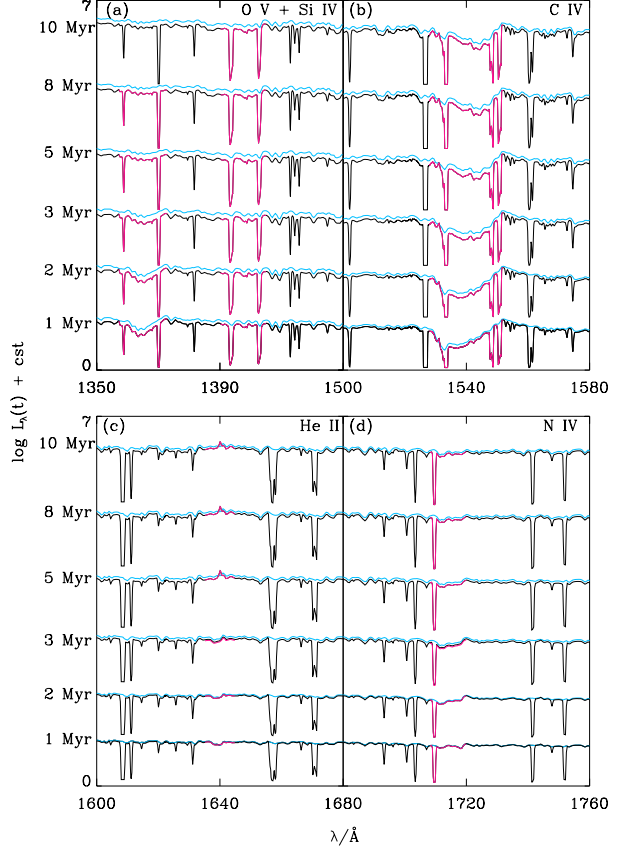 7
(a) O V + Si IV (b) C IV
10 Myr
8 Myr
5 Myr
3 Myr
2 Myr
1 Myr
0
1350 1390 1500 1540 1580
log L_λ(t) + cst
7
(c) He II (d) N IV
10 Myr
8 Myr
5 Myr
3 Myr
2 Myr
1 Myr
0
1600 1640 1680 1720 1760
λ/Å